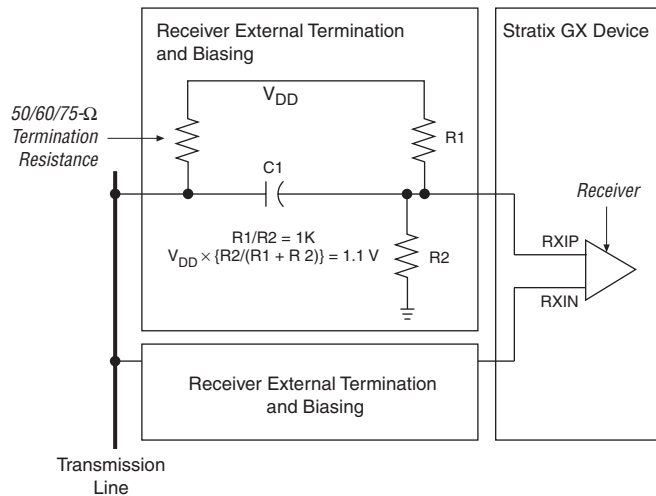 Receiver External Termination
and Biasing
Stratix GX Device
V_DD
50/60/75-Ω
Termination
Resistance
R1
C1
Receiver
R1/R2 = 1K
V_DD × {R2/(R1 + R 2)} = 1.1 V
R2
RXIP
RXIN
Receiver External Termination
and Biasing
Transmission
Line